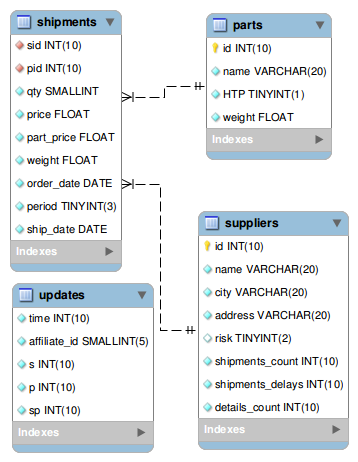 shipments
sid INT(10)
pid INT(10)
qty SMALLINT
price FLOAT
part_price FLOAT
weight FLOAT
order_date DATE
period TINYINT(3)
ship_date DATE
Indexes
parts
id INT(10)
name VARCHAR(20)
HTP TINYINT(1)
weight FLOAT
Indexes
updates
time INT(10)
affiliate_id SMALLINT(5)
s INT(10)
p INT(10)
sp INT(10)
Indexes
suppliers
id INT(10)
name VARCHAR(20)
city VARCHAR(20)
address VARCHAR(20)
risk TINYINT(2)
shipments_count INT(10)
shipments_delays INT(10)
details_count INT(10)
Indexes